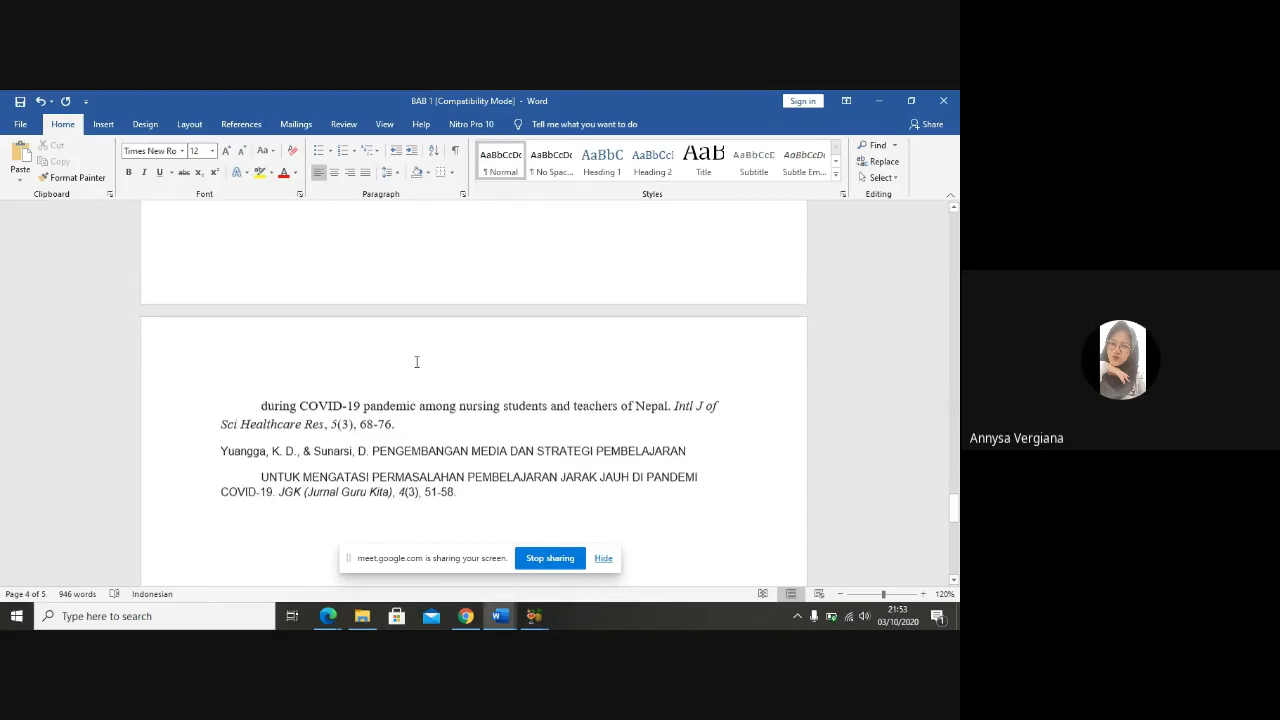 BAB 1 [Compatibility Mode] - Word
Sign in
File Home Insert Design Layout References Mailings Review View Help Nitro Pro 10 Tell me what you want to do Share
Paste
Cut
Copy
Format Painter
Clipboard
Times New Ro 12
Font
Paragraph
AaBbCcDc AaBbCcDc AaBbC AaBbCcI AaB AaBbCcD AaBbCcDc
¶ Normal ¶ No Spac... Heading 1 Heading 2 Title Subtitle Subtle Em...
Styles
Find
Replace
Select
Editing
during COVID-19 pandemic among nursing students and teachers of Nepal. Intl J of
Sci Healthcare Res, 5(3), 68-76.
Yuangga, K. D., & Sunarsi, D. PENGEMBANGAN MEDIA DAN STRATEGI PEMBELAJARAN
UNTUK MENGATASI PERMASALAHAN PEMBELAJARAN JARAK JAUH DI PANDEMI
COVID-19. JGK (Jurnal Guru Kita), 4(3), 51-58.
meet.google.com is sharing your screen. Stop sharing Hide
Page 4 of 5 946 words Indonesian 120%
Type here to search
21:53
03/10/2020
Annysa Vergiana